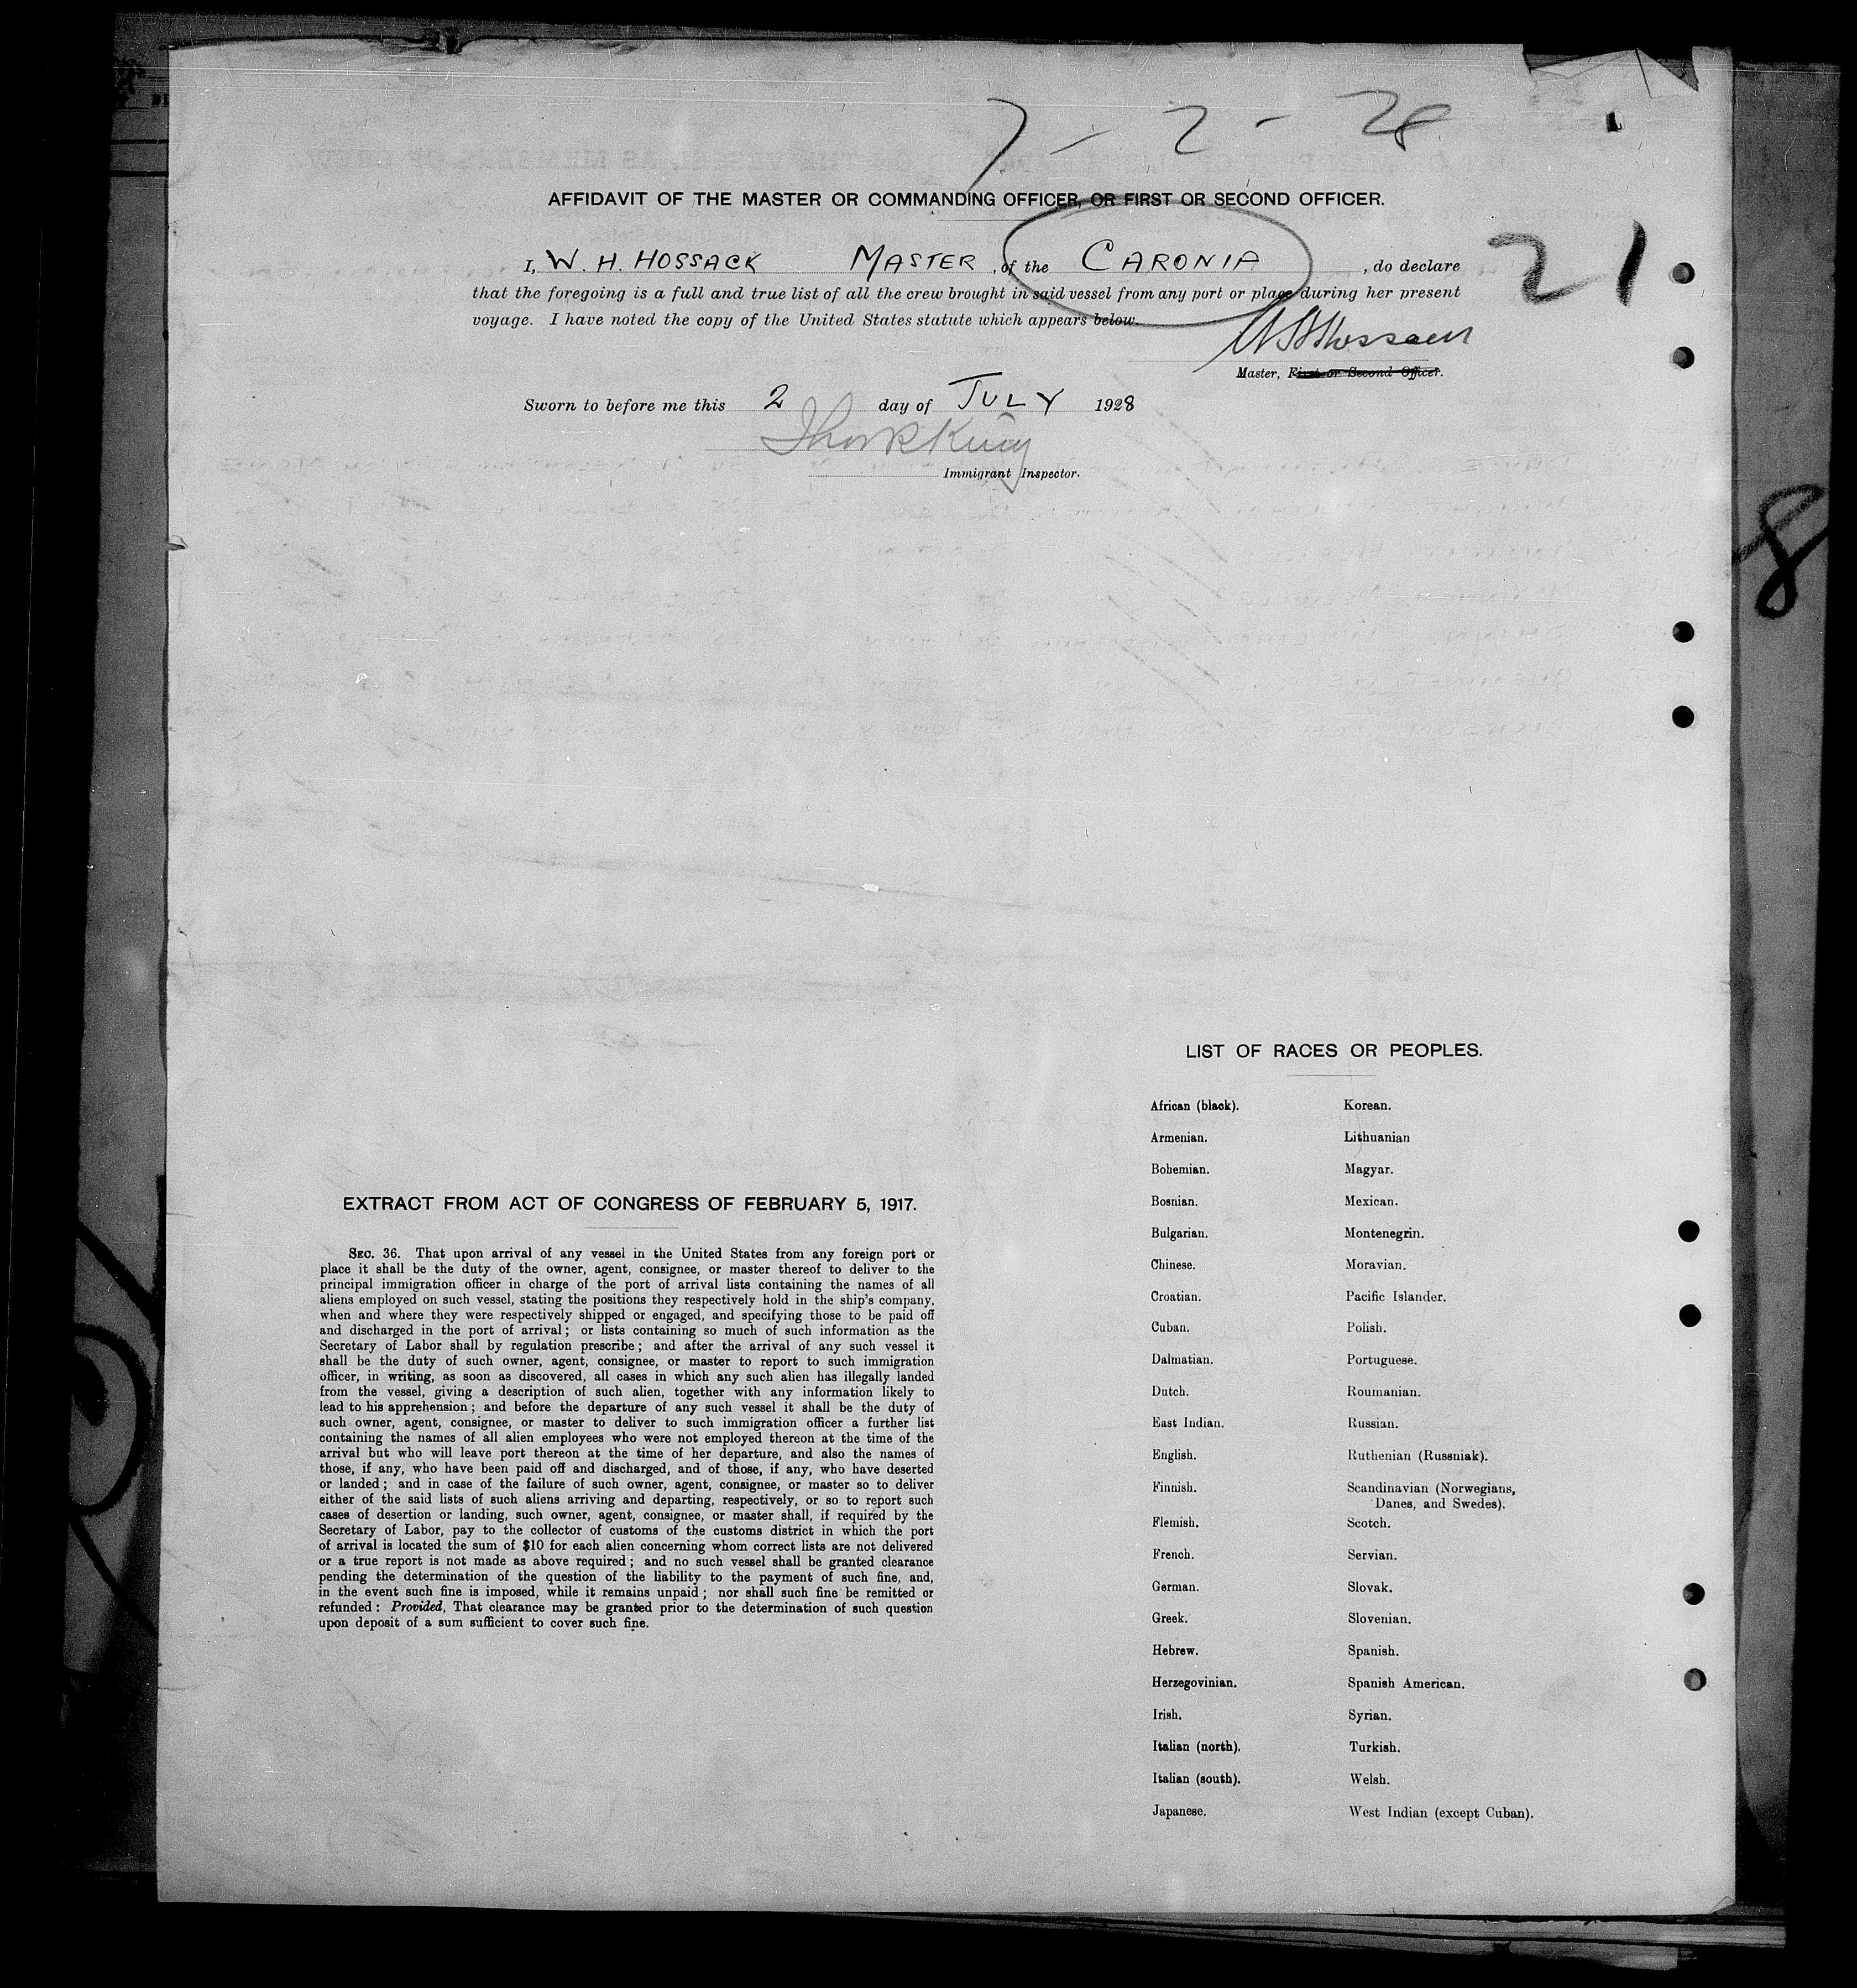 7 - 2 - 28
AFFIDAVIT OF THE MASTER OR COMMANDING OFFICER, OR FIRST OR SECOND OFFICER.
21
I, W. H. HOSSACK MASTER, of the CARONIA, do declare
that the foregoing is a full and true list of all the crew brought in said vessel from any port or place during her present
voyage. I have noted the copy of the United States statute which appears below.
W H Hossack
Master, First or Second Officer.
Sworn to before me this 2 day of JULY 1928
King
Immigrant Inspector.
8
EXTRACT FROM ACT OF CONGRESS OF FEBRUARY 5, 1917.
SEC. 36. That upon arrival of any vessel in the United States from any foreign port or
place it shall be the duty of the owner, agent, consignee, or master thereof to deliver to the
principal immigration officer in charge of the port of arrival lists containing the names of all
aliens employed on such vessel, stating the positions they respectively hold in the ship's company,
when and where they were respectively shipped or engaged, and specifying those to be paid off
and discharged in the port of arrival; or lists containing so much of such information as the
Secretary of Labor shall by regulation prescribe; and after the arrival of any such vessel it
shall be the duty of such owner, agent, consignee, or master to report to such immigration
officer, in writing, as soon as discovered, all cases in which any such alien has illegally landed
from the vessel, giving a description of such alien, together with any information likely to
lead to his apprehension; and before the departure of any such vessel it shall be the duty of
such owner, agent, consignee, or master to deliver to such immigration officer a further list
containing the names of all alien employees who were not employed thereon at the time of the
arrival but who will leave port thereon at the time of her departure, and also the names of
those, if any, who have been paid off and discharged, and of those, if any, who have deserted
or landed; and in case of the failure of such owner, agent, consignee, or master so to deliver
either of the said lists of such aliens arriving and departing, respectively, or so to report such
cases of desertion or landing, such owner, agent, consignee, or master shall, if required by the
Secretary of Labor, pay to the collector of customs of the customs district in which the port
of arrival is located the sum of $10 for each alien concerning whom correct lists are not delivered
or a true report is not made as above required; and no such vessel shall be granted clearance
pending the determination of the question of the liability to the payment of such fine, and,
in the event such fine is imposed, while it remains unpaid; nor shall such fine be remitted or
refunded: Provided, That clearance may be granted prior to the determination of such question
upon deposit of a sum sufficient to cover such fine.
LIST OF RACES OR PEOPLES.
African (black). Korean.
Armenian. Lithuanian
Bohemian. Magyar.
Bosnian. Mexican.
Bulgarian. Montenegrin.
Chinese. Moravian.
Croatian. Pacific Islander.
Cuban. Polish.
Dalmatian. Portuguese.
Dutch. Roumanian.
East Indian. Russian.
English. Ruthenian (Russniak).
Finnish. Scandinavian (Norwegians,
Danes, and Swedes).
Flemish. Scotch.
French. Servian.
German. Slovak.
Greek. Slovenian.
Hebrew. Spanish.
Herzegovinian. Spanish American.
Irish. Syrian.
Italian (north). Turkish.
Italian (south). Welsh.
Japanese. West Indian (except Cuban).